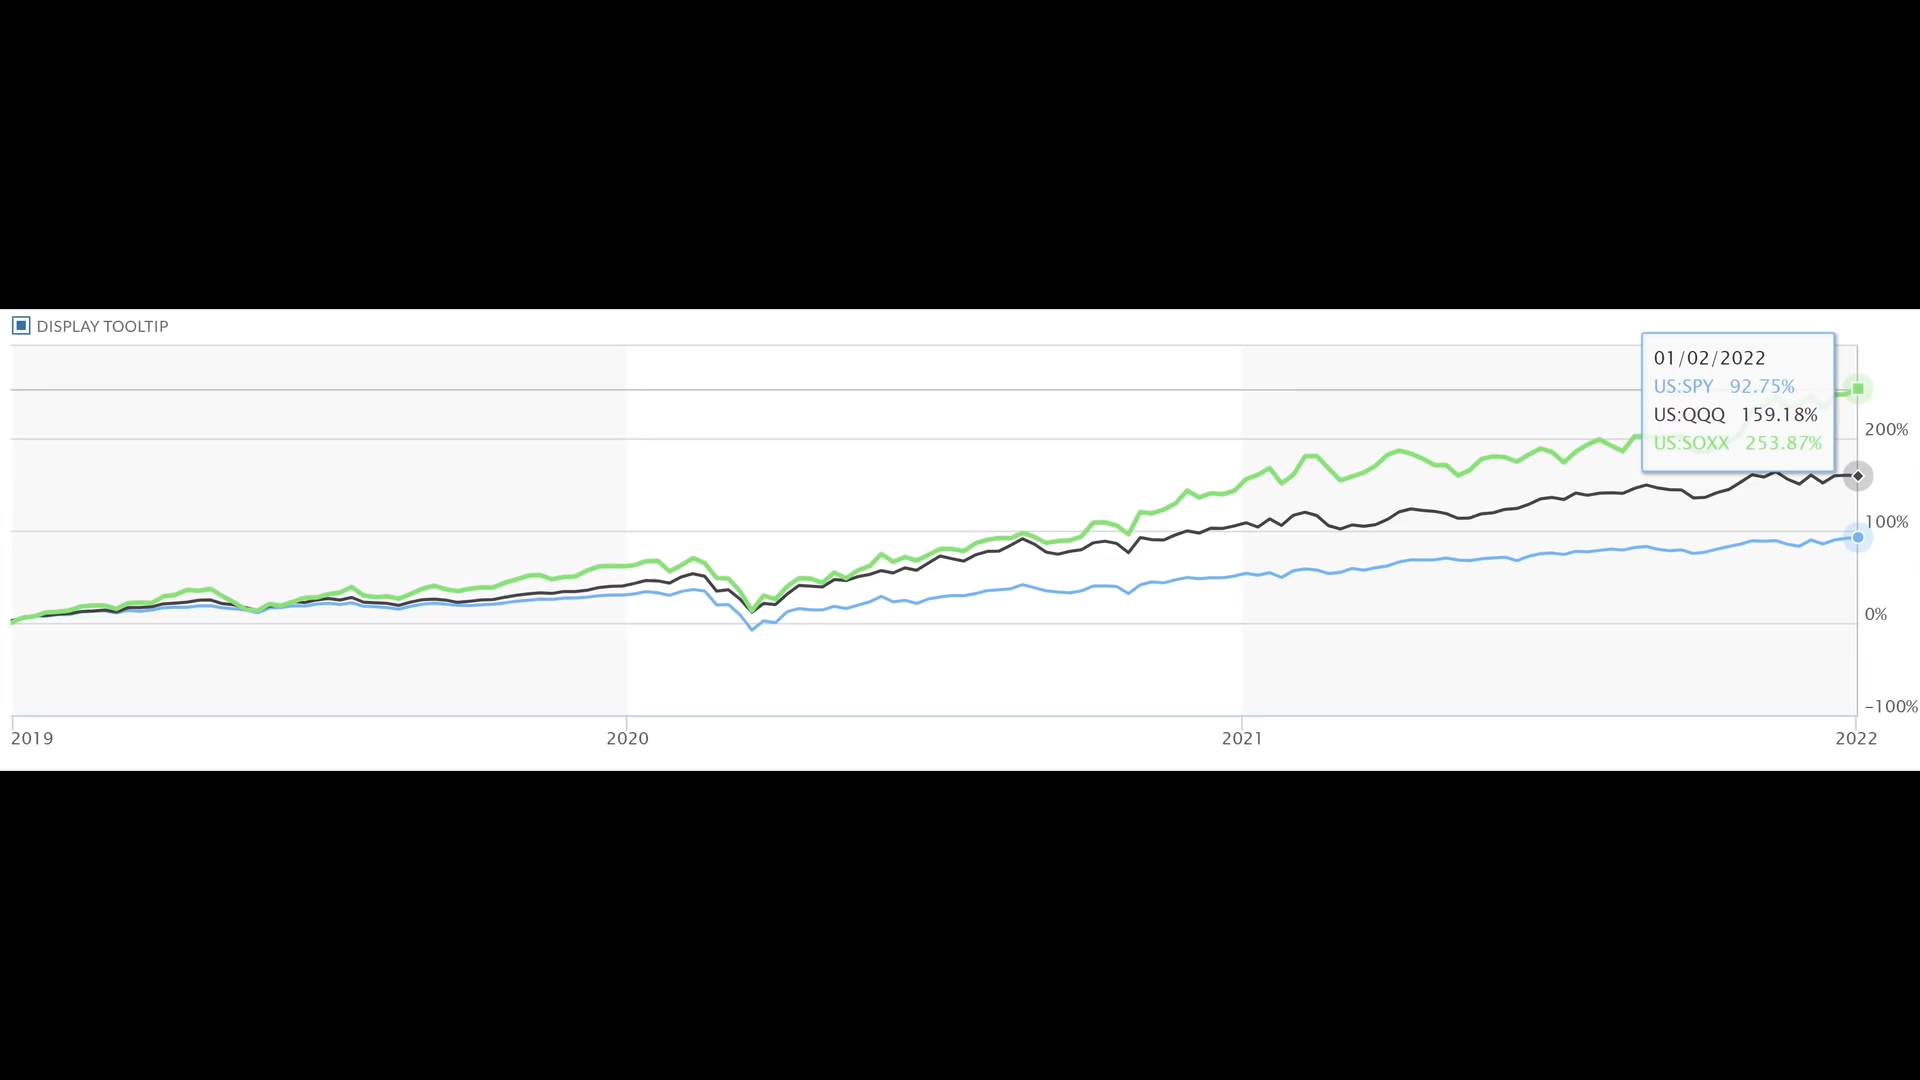 DISPLAY TOOLTIP
01/02/2022
US:SPY 92.75%
US:QQQ 159.18%
US:SOXX 253.87%
200%
100%
0%
-100%
2019 2020 2021 2022